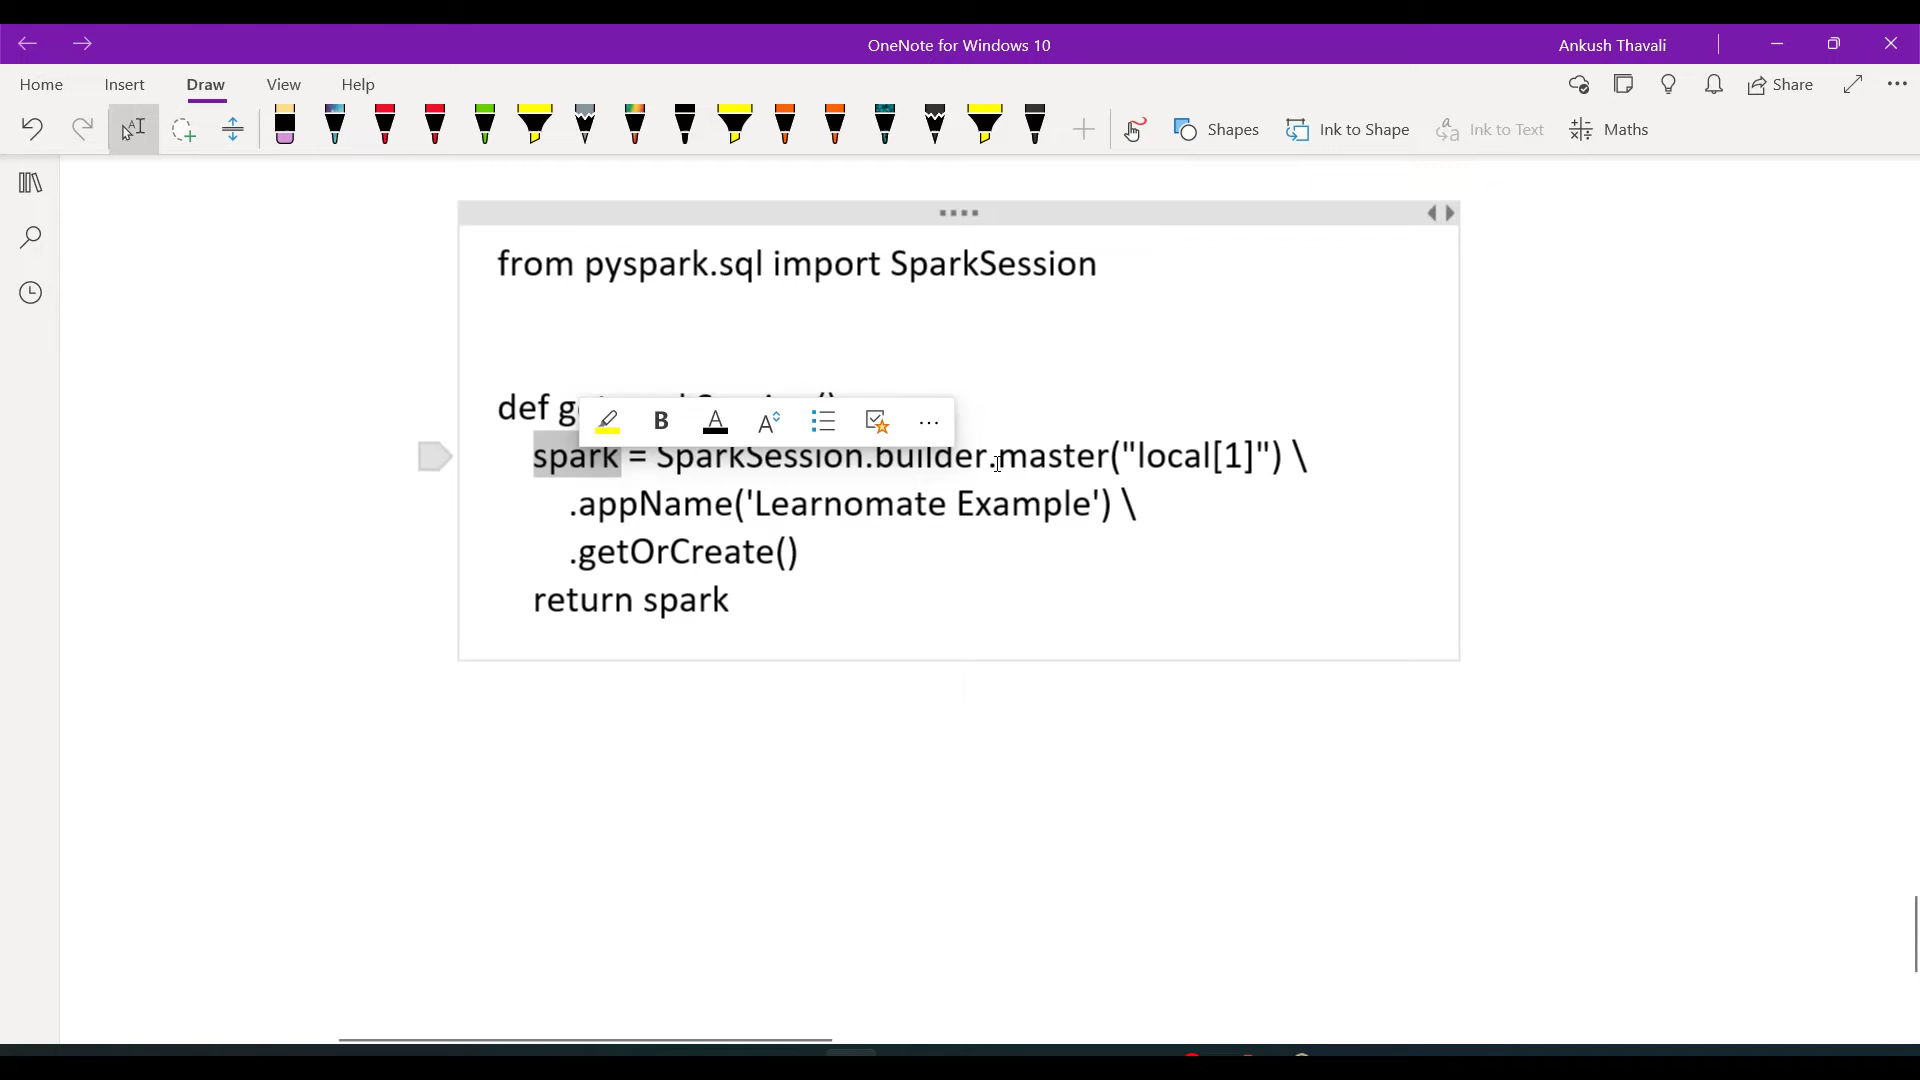 OneNote for Windows 10
Ankush Thavali
Home Insert Draw View Help
Share
Shapes Ink to Shape Ink to Text Maths
from pyspark.sql import SparkSession
def
B A A
spark = SparkSession.builder.master("local[1]") \
.appName('Learnomate Example') \
.getOrCreate()
return spark